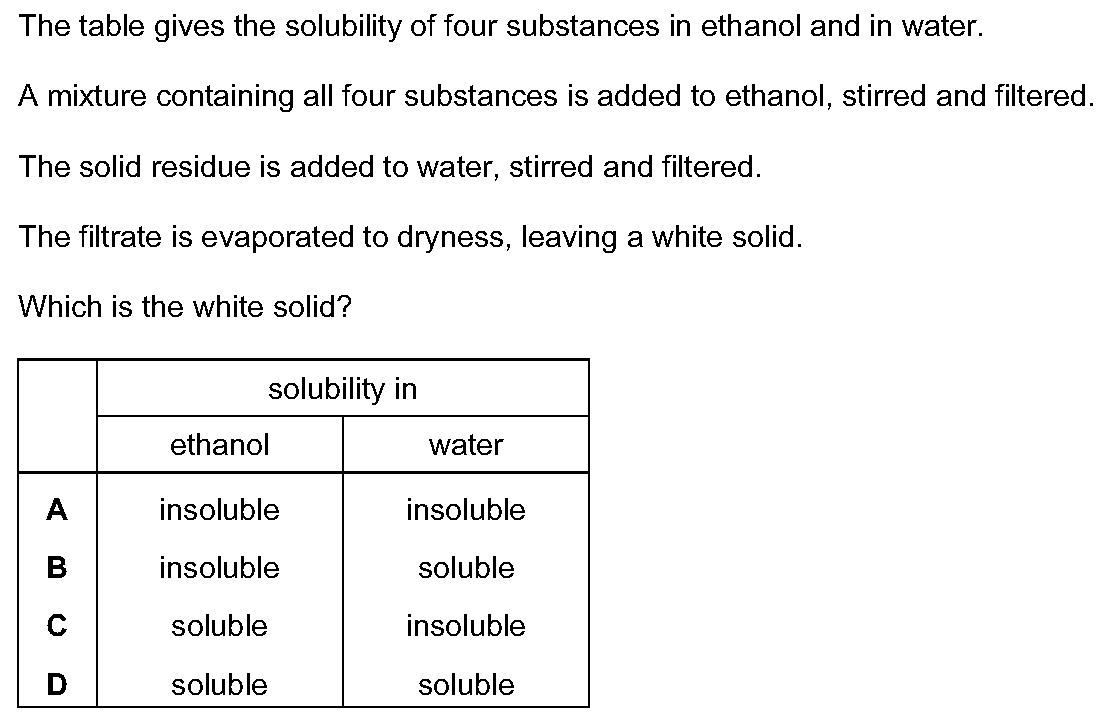 The table gives the solubility of four substances in ethanol and in water.
A mixture containing all four substances is added to ethanol, stirred and filtered.
The solid residue is added to water, stirred and filtered.
The filtrate is evaporated to dryness, leaving a white solid.
Which is the white solid?
solubility in
ethanol water
A insoluble insoluble
B insoluble soluble
C soluble insoluble
D soluble soluble